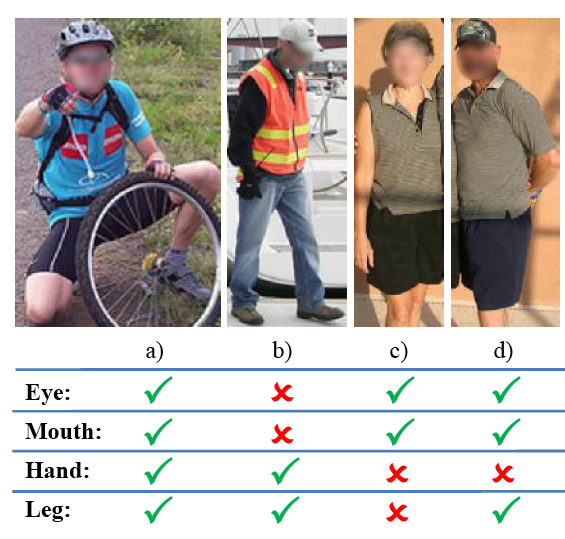 a) b) c) d)
Eye: ✓ ✗ ✓ ✓
Mouth: ✓ ✗ ✓ ✓
Hand: ✓ ✓ ✗ ✗
Leg: ✓ ✓ ✗ ✓